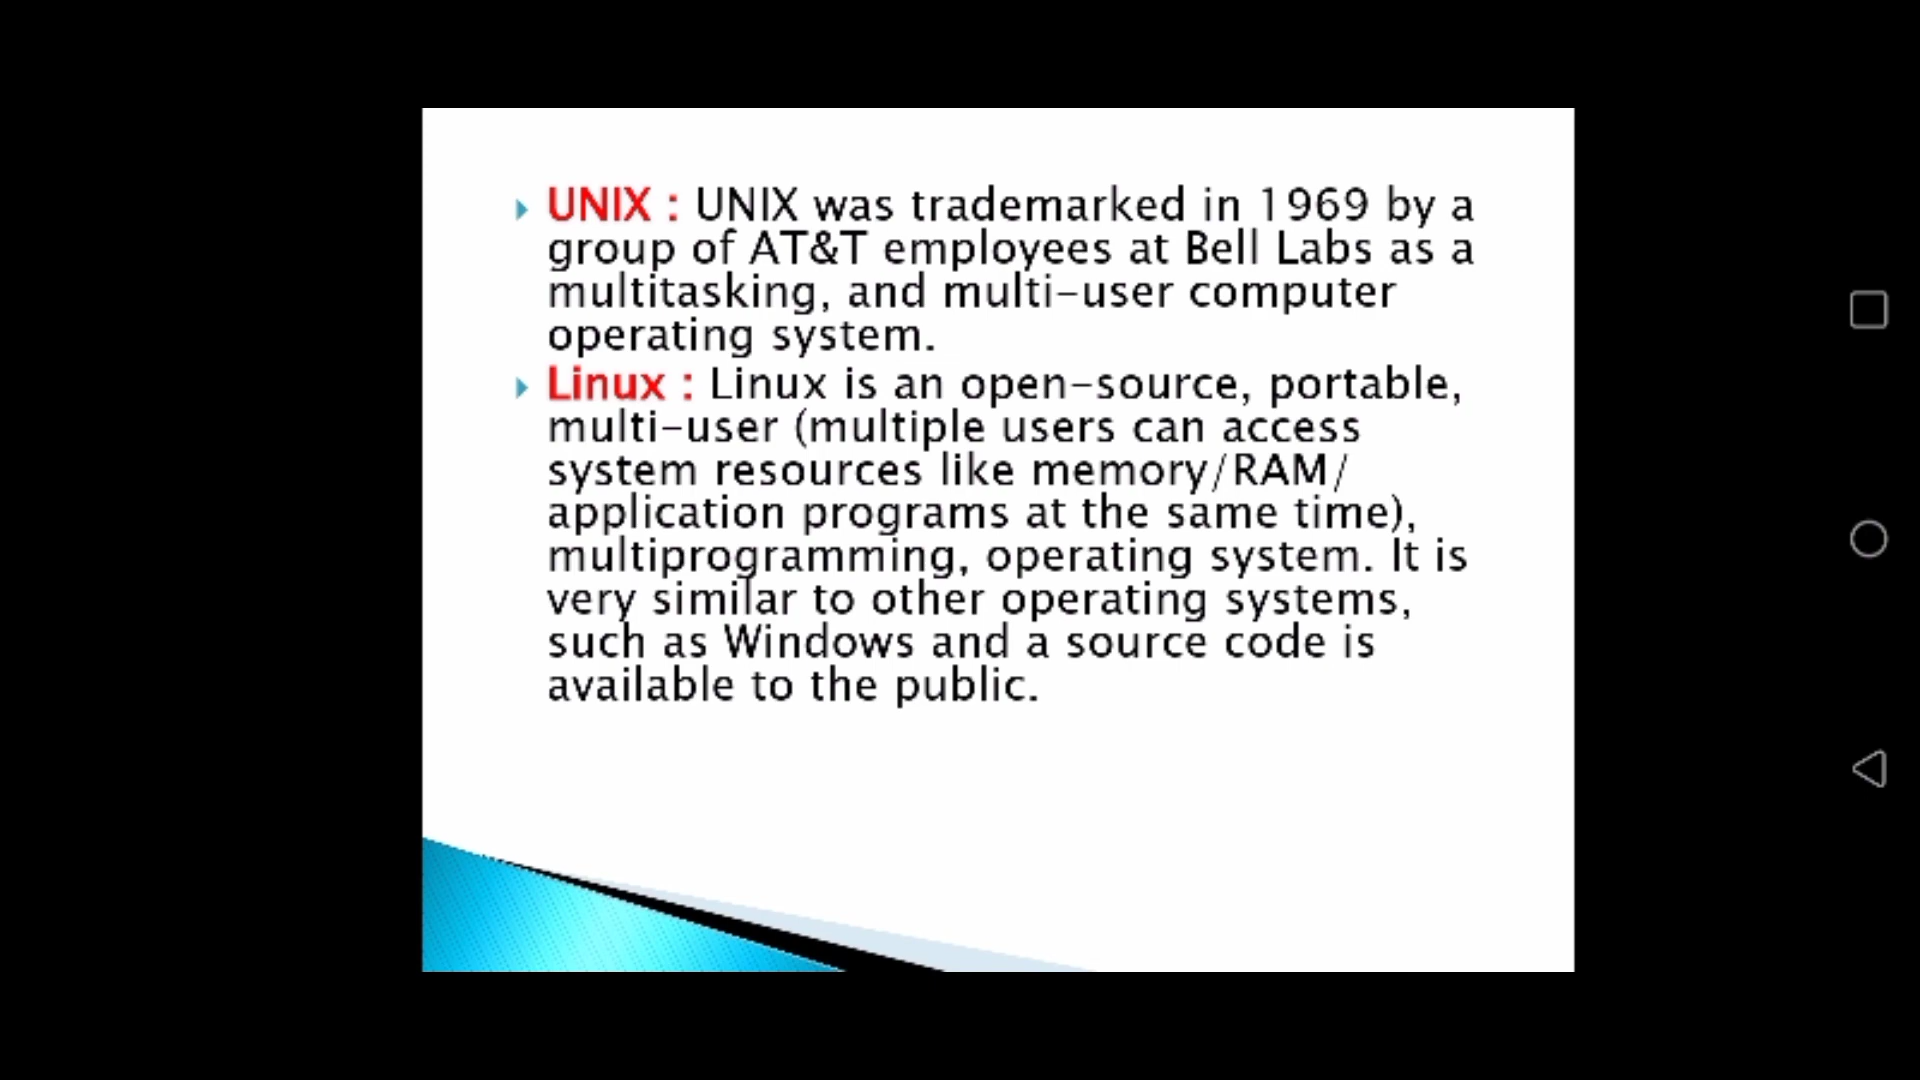 UNIX : UNIX was trademarked in 1969 by a
group of AT&T employees at Bell Labs as a
multitasking, and multi-user computer
operating system.
Linux : Linux is an open-source, portable,
multi-user (multiple users can access
system resources like memory/RAM/
application programs at the same time),
multiprogramming, operating system. It is
very similar to other operating systems,
such as Windows and a source code is
available to the public.